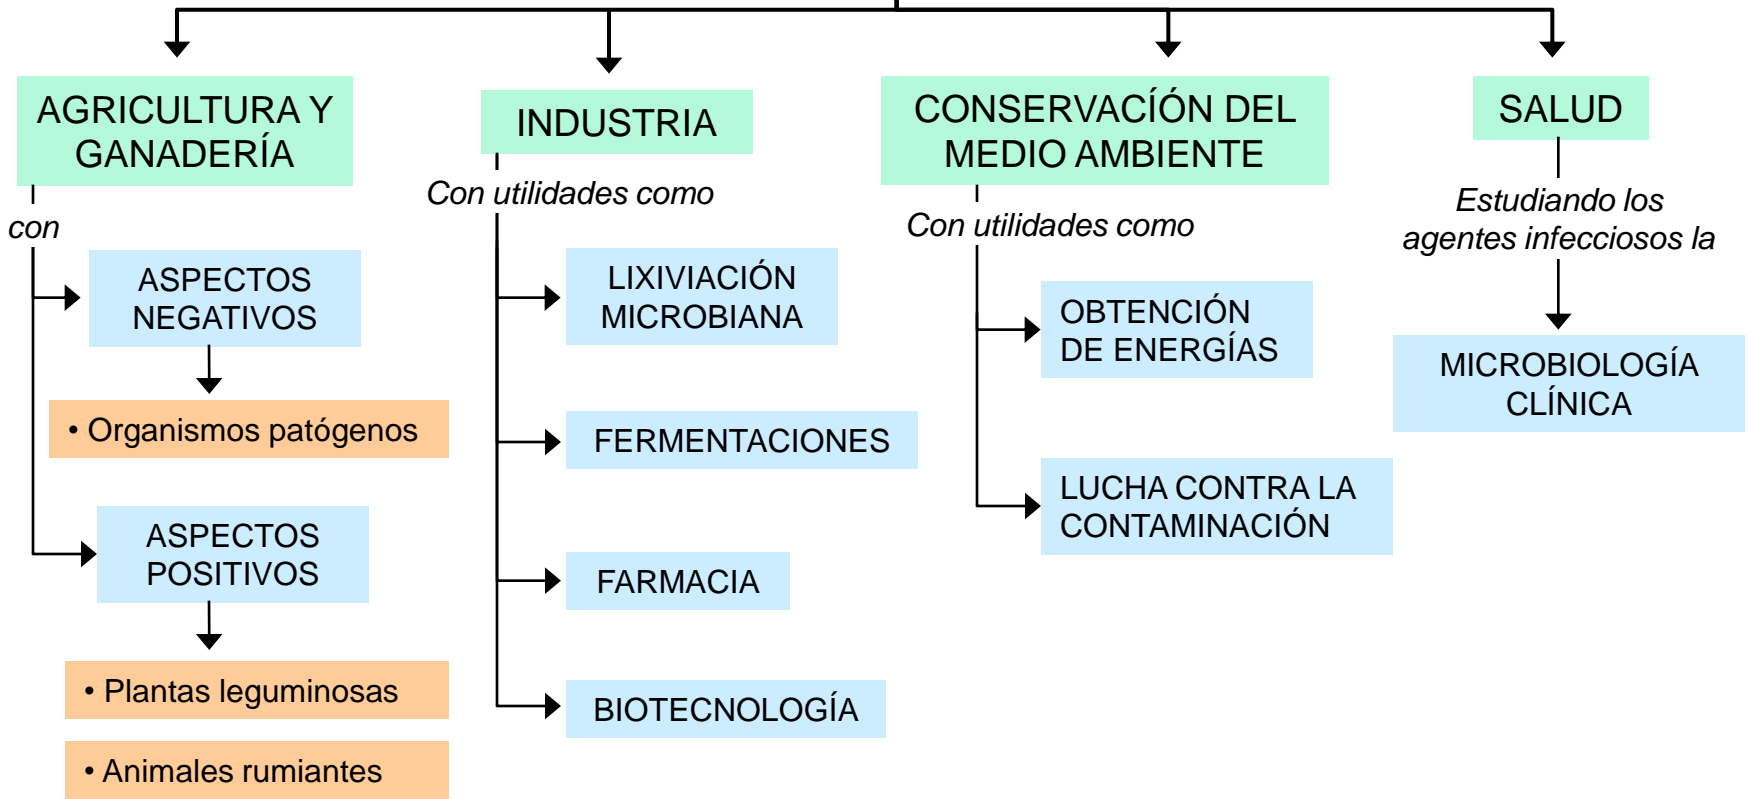 AGRICULTURA Y
GANADERÍA
con
ASPECTOS
NEGATIVOS
• Organismos patógenos
ASPECTOS
POSITIVOS
• Plantas leguminosas
• Animales rumiantes
INDUSTRIA
Con utilidades como
LIXIVIACIÓN
MICROBIANA
FERMENTACIONES
FARMACIA
BIOTECNOLOGÍA
CONSERVACÍÓN DEL
MEDIO AMBIENTE
Con utilidades como
OBTENCIÓN
DE ENERGÍAS
LUCHA CONTRA LA
CONTAMINACIÓN
SALUD
Estudiando los
agentes infecciosos la
MICROBIOLOGÍA
CLÍNICA